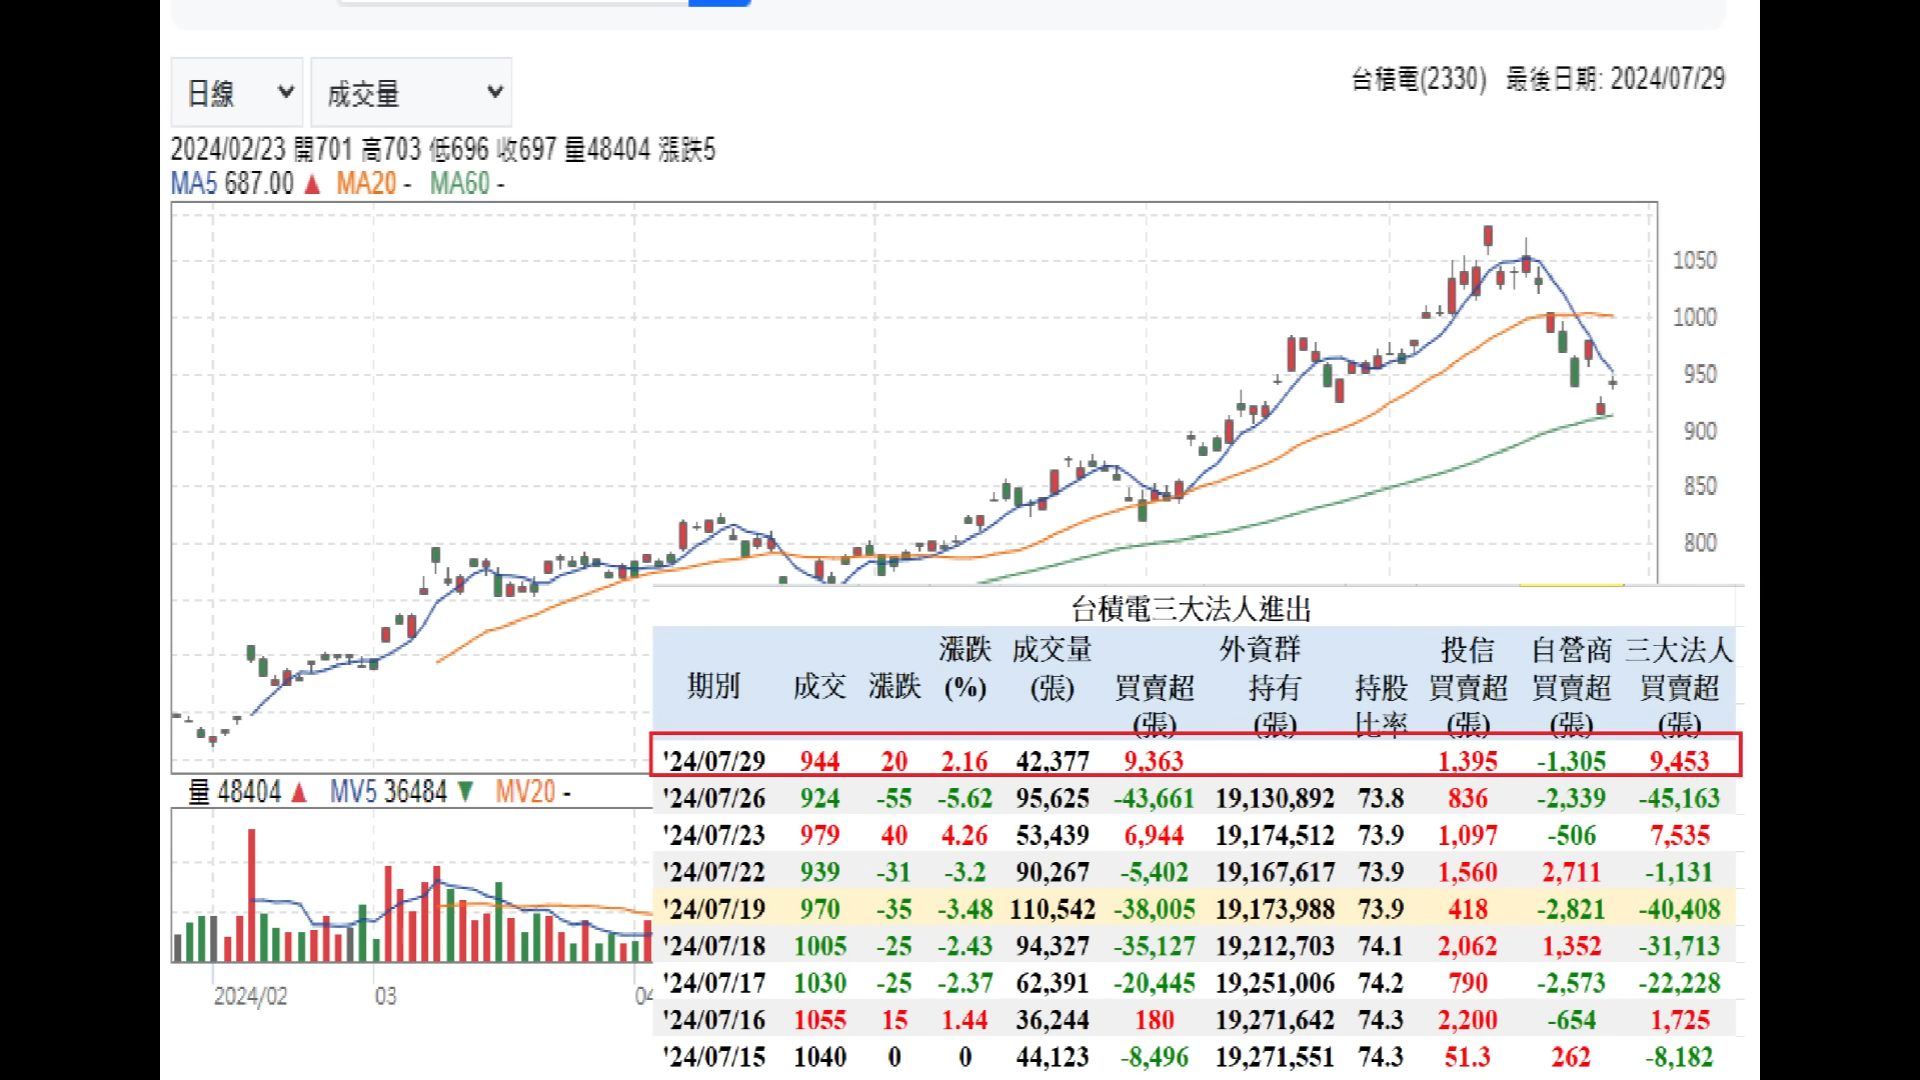 日線 成交量
台積電(2330) 最後日期: 2024/07/29
2024/02/23 開701 高703 低696 收697 量48404 漲跌5
MA5 687.00 ▲ MA20 - MA60 -
1050
1000
950
900
850
800
量 48404 ▲ MV5 36484 ▼ MV20 -
2024/02 03 04
台積電三大法人進出
漲跌 成交量 外資群 投信 自營商 三大法人
期別 成交 漲跌 (%) (張) 買賣超 持有 持股 買賣超 買賣超 買賣超
(張) (張) 比率 (張) (張) (張)
'24/07/29 944 20 2.16 42,377 9,363 1,395 -1,305 9,453
'24/07/26 924 -55 -5.62 95,625 -43,661 19,130,892 73.8 836 -2,339 -45,163
'24/07/23 979 40 4.26 53,439 6,944 19,174,512 73.9 1,097 -506 7,535
'24/07/22 939 -31 -3.2 90,267 -5,402 19,167,617 73.9 1,560 2,711 -1,131
'24/07/19 970 -35 -3.48 110,542 -38,005 19,173,988 73.9 418 -2,821 -40,408
'24/07/18 1005 -25 -2.43 94,327 -35,127 19,212,703 74.1 2,062 1,352 -31,713
'24/07/17 1030 -25 -2.37 62,391 -20,445 19,251,006 74.2 790 -2,573 -22,228
'24/07/16 1055 15 1.44 36,244 180 19,271,642 74.3 2,200 -654 1,725
'24/07/15 1040 0 0 44,123 -8,496 19,271,551 74.3 51.3 262 -8,182